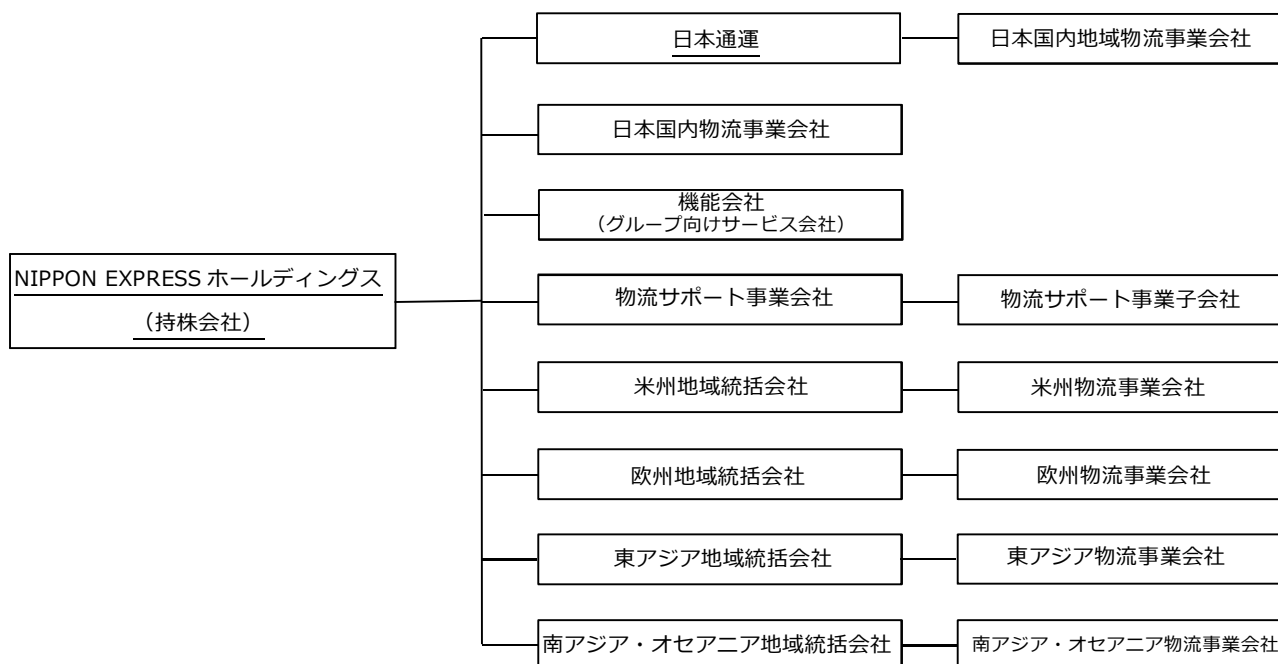 日本通運
日本国内地域物流事業会社
日本国内物流事業会社
機能会社
（グループ向けサービス会社）
NIPPON EXPRESS ホールディングス
（持株会社）
物流サポート事業会社
物流サポート事業子会社
米州地域統括会社
米州物流事業会社
欧州地域統括会社
欧州物流事業会社
東アジア地域統括会社
東アジア物流事業会社
南アジア・オセアニア地域統括会社
南アジア・オセアニア物流事業会社